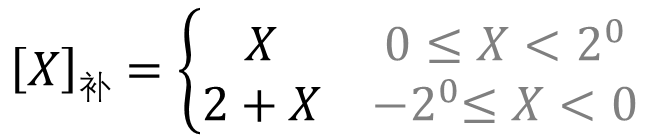 [X]补 = { X    0 ≤ X < 2⁰
2 + X    −2⁰ ≤ X < 0